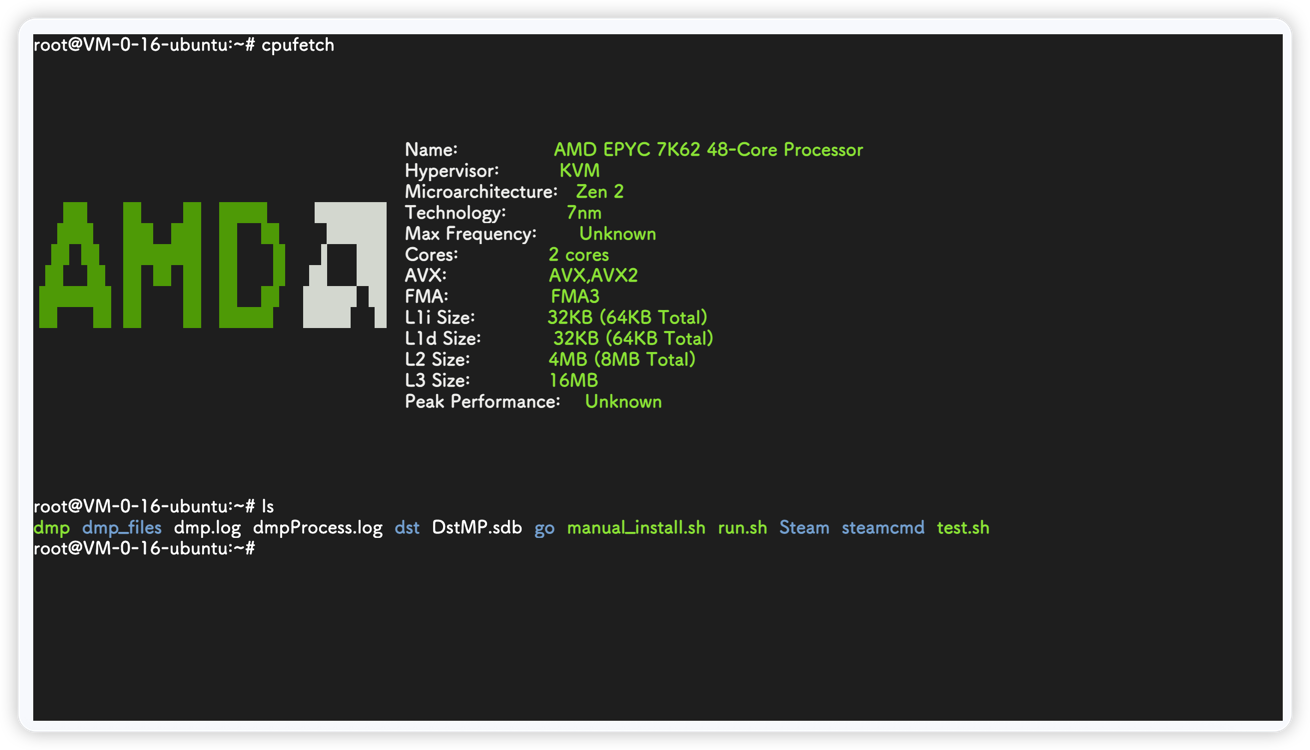 root@VM-0-16-ubuntu:~# cpufetch
AMD
Name: AMD EPYC 7K62 48-Core Processor
Hypervisor: KVM
Microarchitecture: Zen 2
Technology: 7nm
Max Frequency: Unknown
Cores: 2 cores
AVX: AVX,AVX2
FMA: FMA3
L1i Size: 32KB (64KB Total)
L1d Size: 32KB (64KB Total)
L2 Size: 4MB (8MB Total)
L3 Size: 16MB
Peak Performance: Unknown
root@VM-0-16-ubuntu:~# ls
dmp dmp_files dmp.log dmpProcess.log dst DstMP.sdb go manual_install.sh run.sh Steam steamcmd test.sh
root@VM-0-16-ubuntu:~#